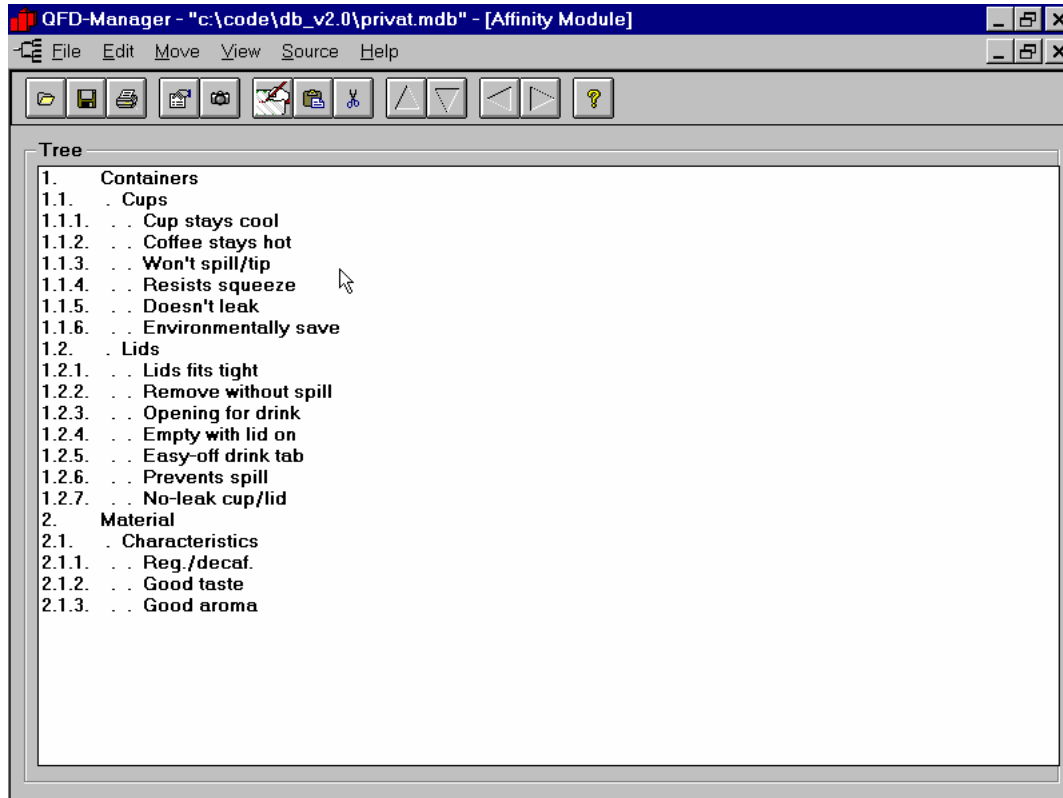 QFD-Manager - "c:\code\db_v2.0\privat.mdb" - [Affinity Module]
File Edit Move View Source Help
Tree
1. Containers
1.1. . Cups
1.1.1. . . Cup stays cool
1.1.2. . . Coffee stays hot
1.1.3. . . Won't spill/tip
1.1.4. . . Resists squeeze
1.1.5. . . Doesn't leak
1.1.6. . . Environmentally save
1.2. . Lids
1.2.1. . . Lids fits tight
1.2.2. . . Remove without spill
1.2.3. . . Opening for drink
1.2.4. . . Empty with lid on
1.2.5. . . Easy-off drink tab
1.2.6. . . Prevents spill
1.2.7. . . No-leak cup/lid
2. Material
2.1. . Characteristics
2.1.1. . . Reg./decaf.
2.1.2. . . Good taste
2.1.3. . . Good aroma